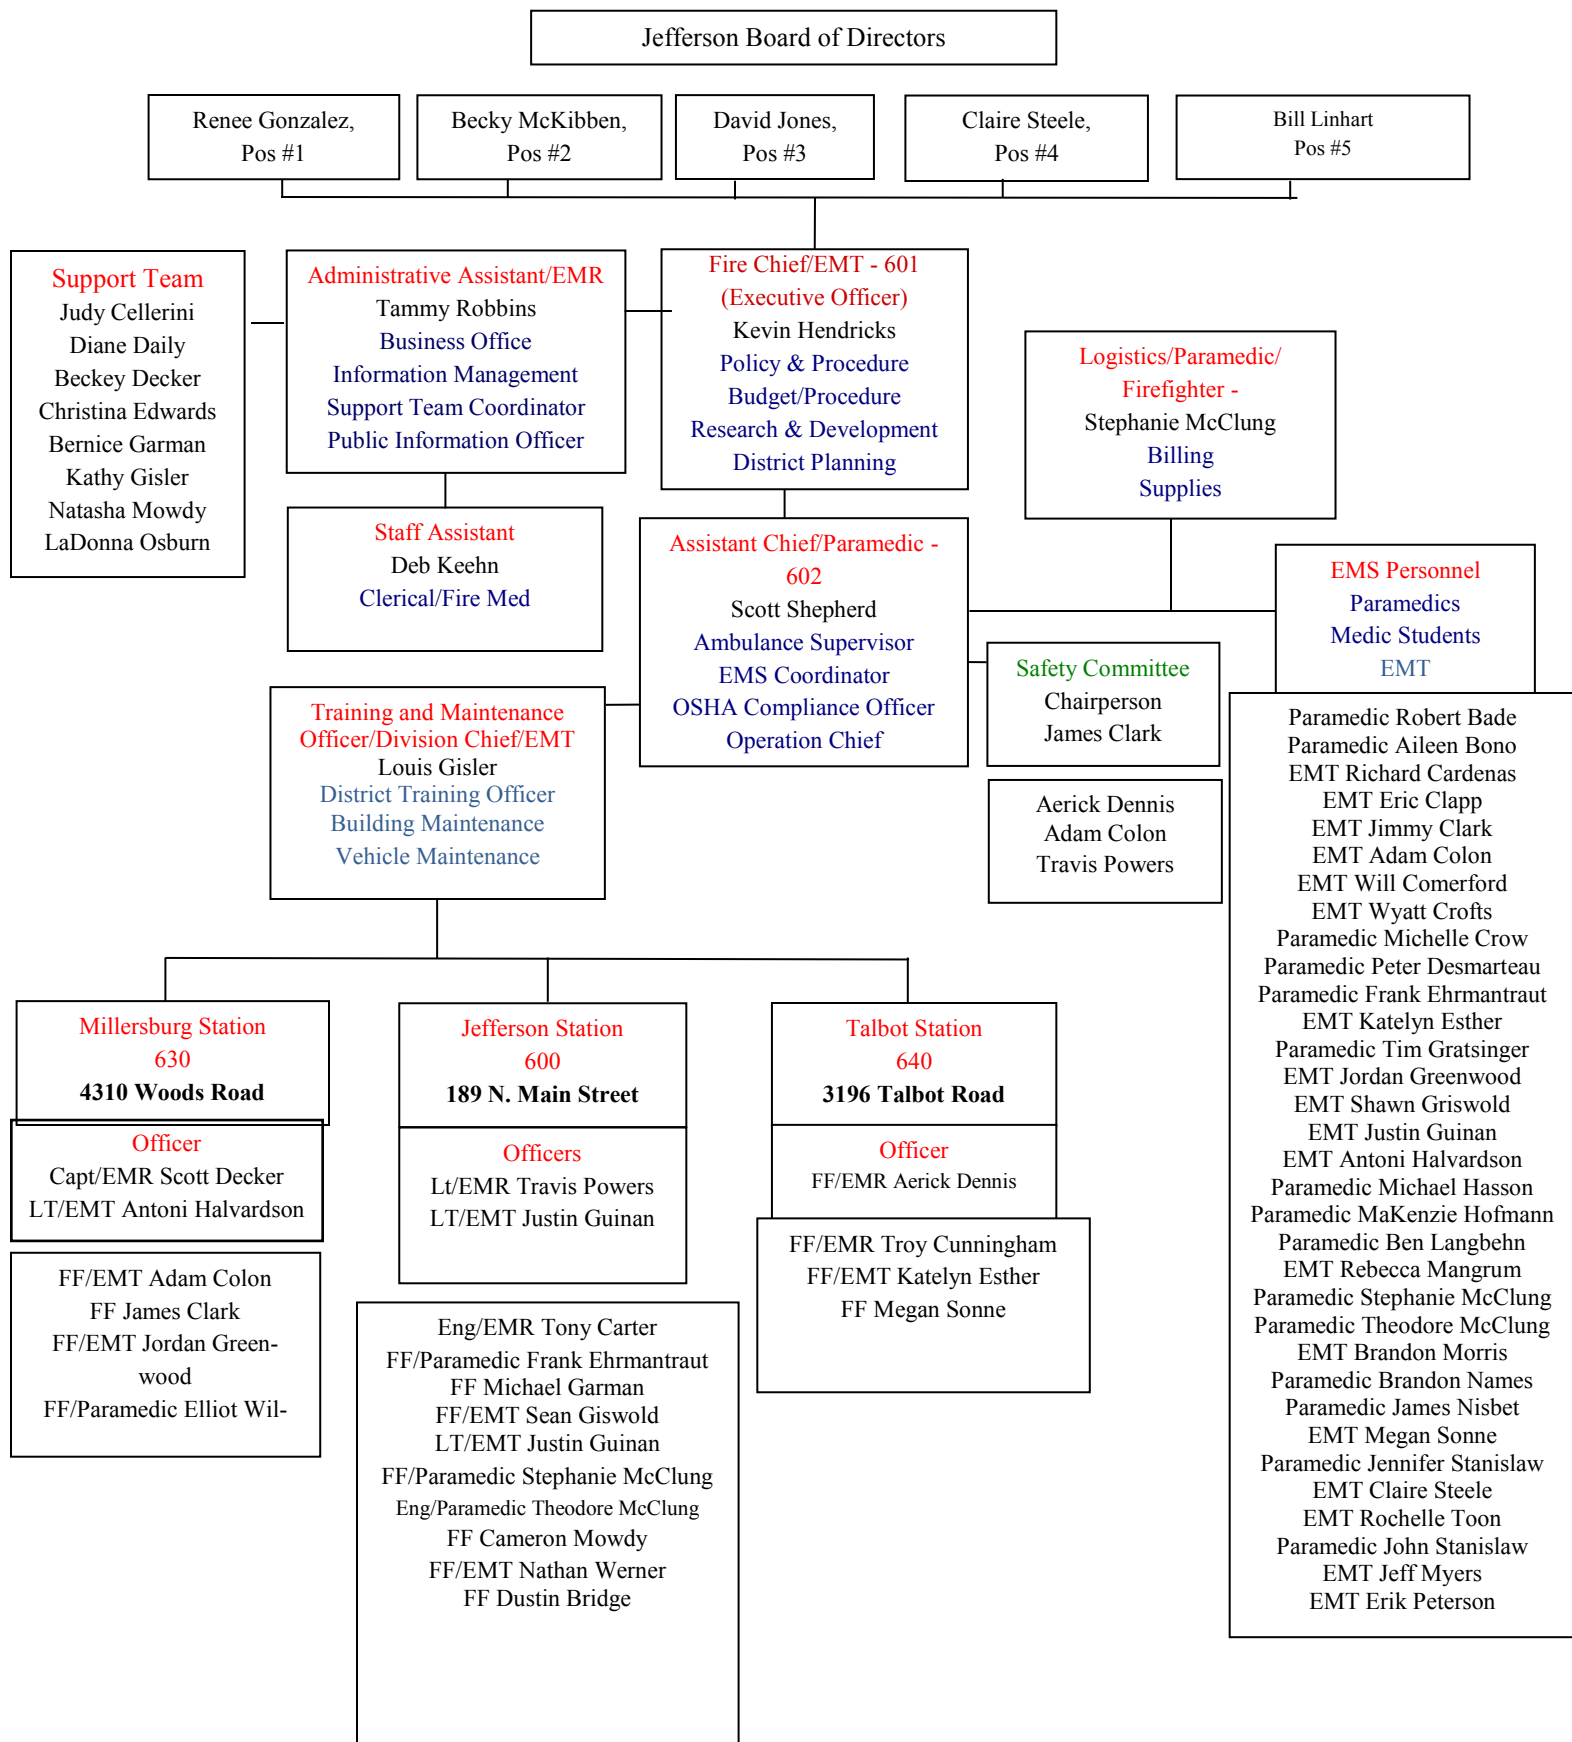 Jefferson Board of Directors
Renee Gonzalez,
Pos #1
Becky McKibben,
Pos #2
David Jones,
Pos #3
Claire Steele,
Pos #4
Bill Linhart
Pos #5
Support Team
Judy Cellerini
Diane Daily
Beckey Decker
Christina Edwards
Bernice Garman
Kathy Gisler
Natasha Mowdy
LaDonna Osburn
Administrative Assistant/EMR
Tammy Robbins
Business Office
Information Management
Support Team Coordinator
Public Information Officer
Fire Chief/EMT - 601
(Executive Officer)
Kevin Hendricks
Policy & Procedure
Budget/Procedure
Research & Development
District Planning
Logistics/Paramedic/
Firefighter -
Stephanie McClung
Billing
Supplies
Staff Assistant
Deb Keehn
Clerical/Fire Med
Assistant Chief/Paramedic -
602
Scott Shepherd
Ambulance Supervisor
EMS Coordinator
OSHA Compliance Officer
Operation Chief
EMS Personnel
Paramedics
Medic Students
EMT
Safety Committee
Chairperson
James Clark
Aerick Dennis
Adam Colon
Travis Powers
Training and Maintenance
Officer/Division Chief/EMT
Louis Gisler
District Training Officer
Building Maintenance
Vehicle Maintenance
Paramedic Robert Bade
Paramedic Aileen Bono
EMT Richard Cardenas
EMT Eric Clapp
EMT Jimmy Clark
EMT Adam Colon
EMT Will Comerford
EMT Wyatt Crofts
Paramedic Michelle Crow
Paramedic Peter Desmarteau
Paramedic Frank Ehrmantraut
EMT Katelyn Esther
Paramedic Tim Gratsinger
EMT Jordan Greenwood
EMT Shawn Griswold
EMT Justin Guinan
EMT Antoni Halvardson
Paramedic Michael Hasson
Paramedic MaKenzie Hofmann
Paramedic Ben Langbehn
EMT Rebecca Mangrum
Paramedic Stephanie McClung
Paramedic Theodore McClung
EMT Brandon Morris
Paramedic Brandon Names
Paramedic James Nisbet
EMT Megan Sonne
Paramedic Jennifer Stanislaw
EMT Claire Steele
EMT Rochelle Toon
Paramedic John Stanislaw
EMT Jeff Myers
EMT Erik Peterson
Millersburg Station
630
4310 Woods Road
Officer
Capt/EMR Scott Decker
LT/EMT Antoni Halvardson
FF/EMT Adam Colon
FF James Clark
FF/EMT Jordan Green-
wood
FF/Paramedic Elliot Wil-
Jefferson Station
600
189 N. Main Street
Officers
Lt/EMR Travis Powers
LT/EMT Justin Guinan
Eng/EMR Tony Carter
FF/Paramedic Frank Ehrmantraut
FF Michael Garman
FF/EMT Sean Giswold
LT/EMT Justin Guinan
FF/Paramedic Stephanie McClung
Eng/Paramedic Theodore McClung
FF Cameron Mowdy
FF/EMT Nathan Werner
FF Dustin Bridge
Talbot Station
640
3196 Talbot Road
Officer
FF/EMR Aerick Dennis
FF/EMR Troy Cunningham
FF/EMT Katelyn Esther
FF Megan Sonne